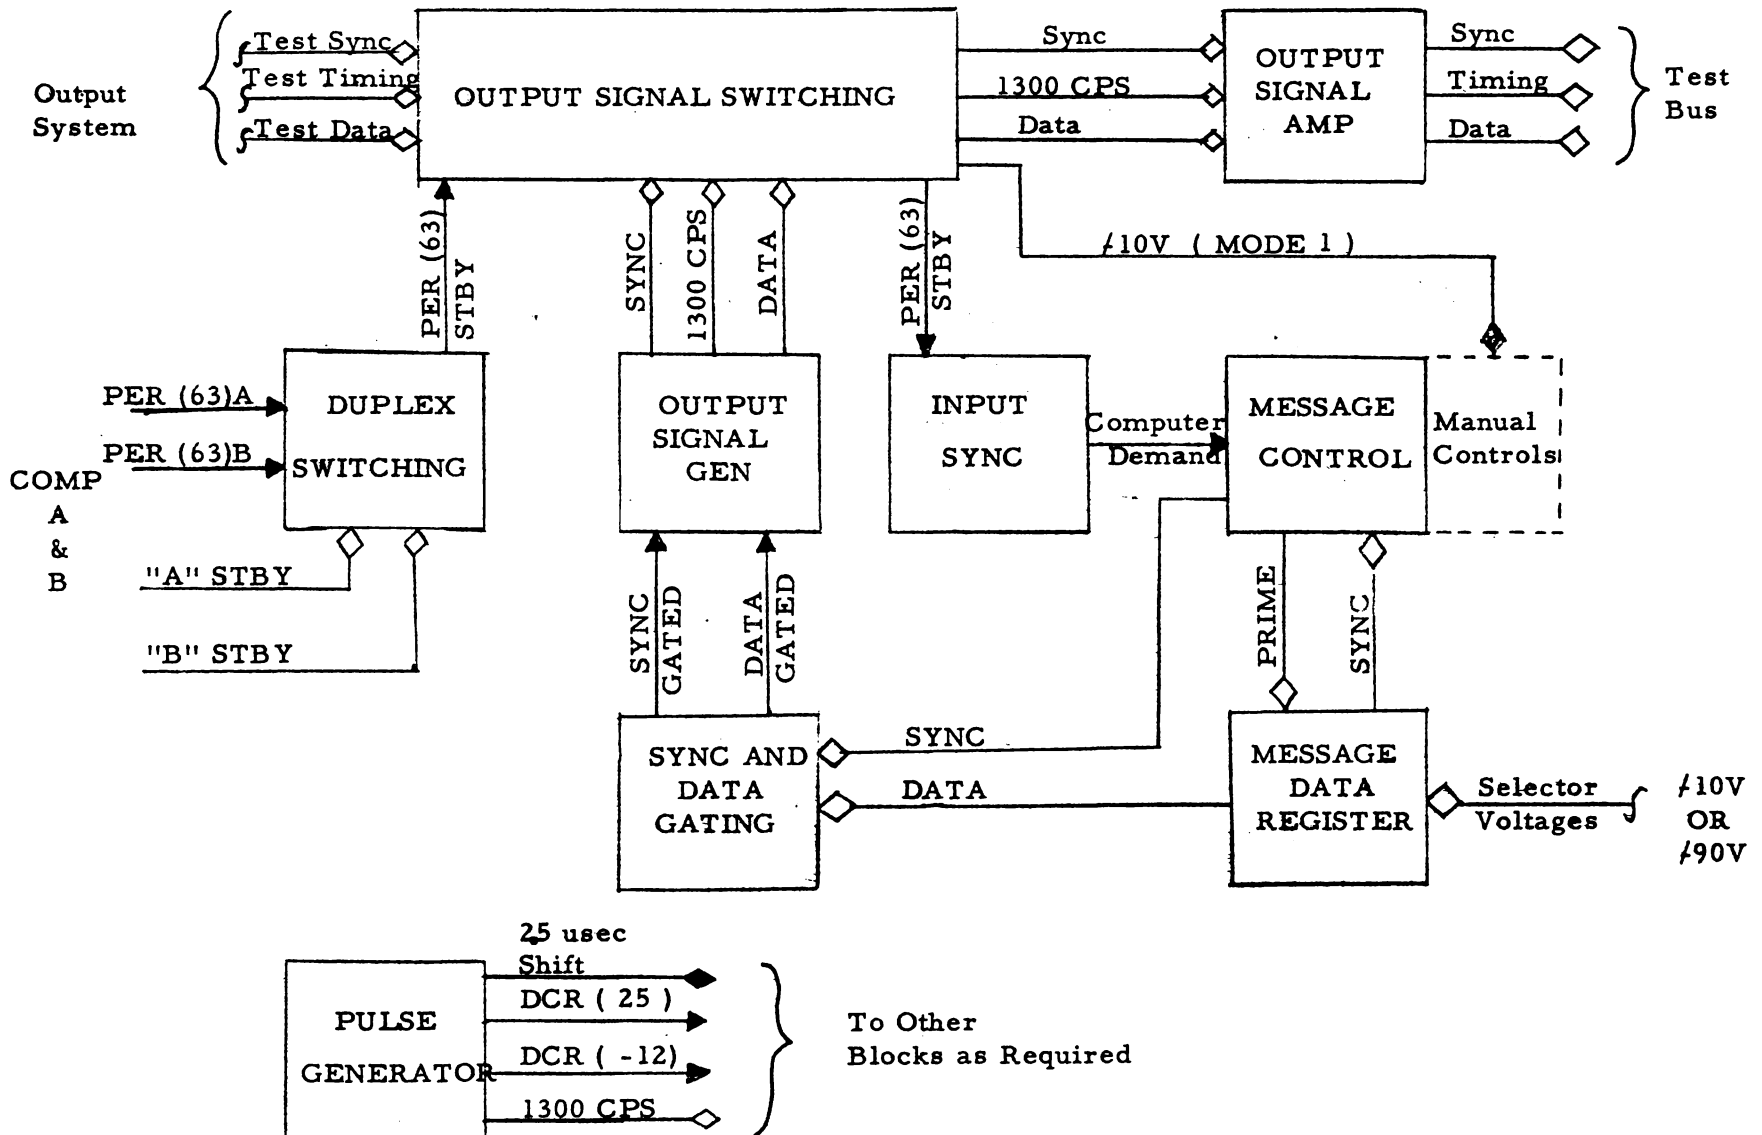 Output
System
Test Sync
Test Timing
Test Data
OUTPUT SIGNAL SWITCHING
Sync
1300 CPS
Data
OUTPUT
SIGNAL
AMP
Sync
Timing
Data
Test
Bus
PER (63)
STBY
SYNC
1300 CPS
DATA
PER (63)
STBY
+10V ( MODE 1 )
COMP
A
&
B
PER (63)A
PER (63)B
"A" STBY
"B" STBY
DUPLEX
SWITCHING
OUTPUT
SIGNAL
GEN
INPUT
SYNC
Computer
Demand
MESSAGE
CONTROL
Manual
Controls
SYNC
GATED
DATA
GATED
PRIME
SYNC
SYNC AND
DATA
GATING
SYNC
DATA
MESSAGE
DATA
REGISTER
Selector
Voltages
+10V
OR
+90V
PULSE
GENERATOR
25 usec
Shift
DCR ( 25 )
DCR ( -12)
1300 CPS
To Other
Blocks as Required